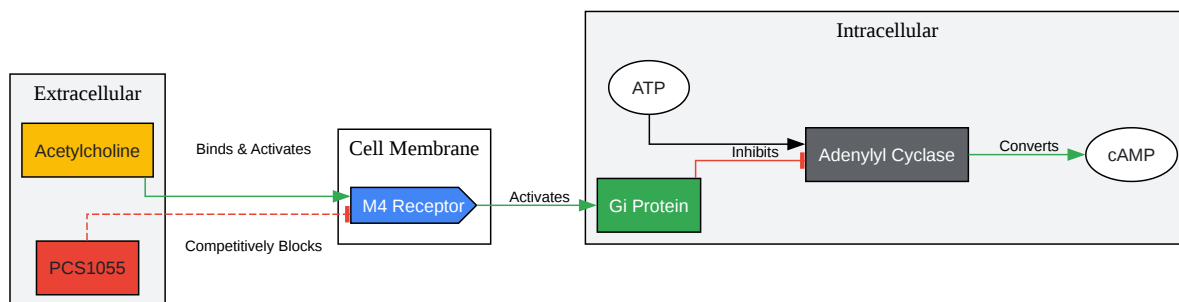 Extracellular
Acetylcholine
PCS1055
Binds & Activates
Competitively Blocks
Cell Membrane
M4 Receptor
Activates
Intracellular
ATP
Gi Protein
Inhibits
Adenylyl Cyclase
Converts
cAMP